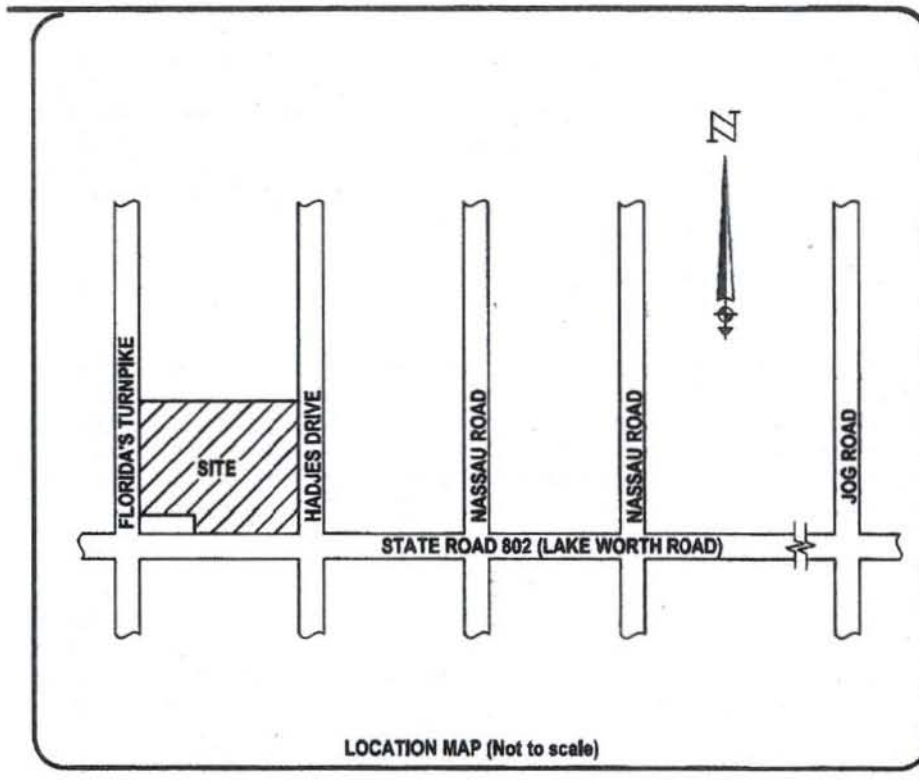 N
FLORIDA'S TURNPIKE
HADJES DRIVE
NASSAU ROAD
NASSAU ROAD
JOG ROAD
SITE
STATE ROAD 802 (LAKE WORTH ROAD)
LOCATION MAP (Not to scale)